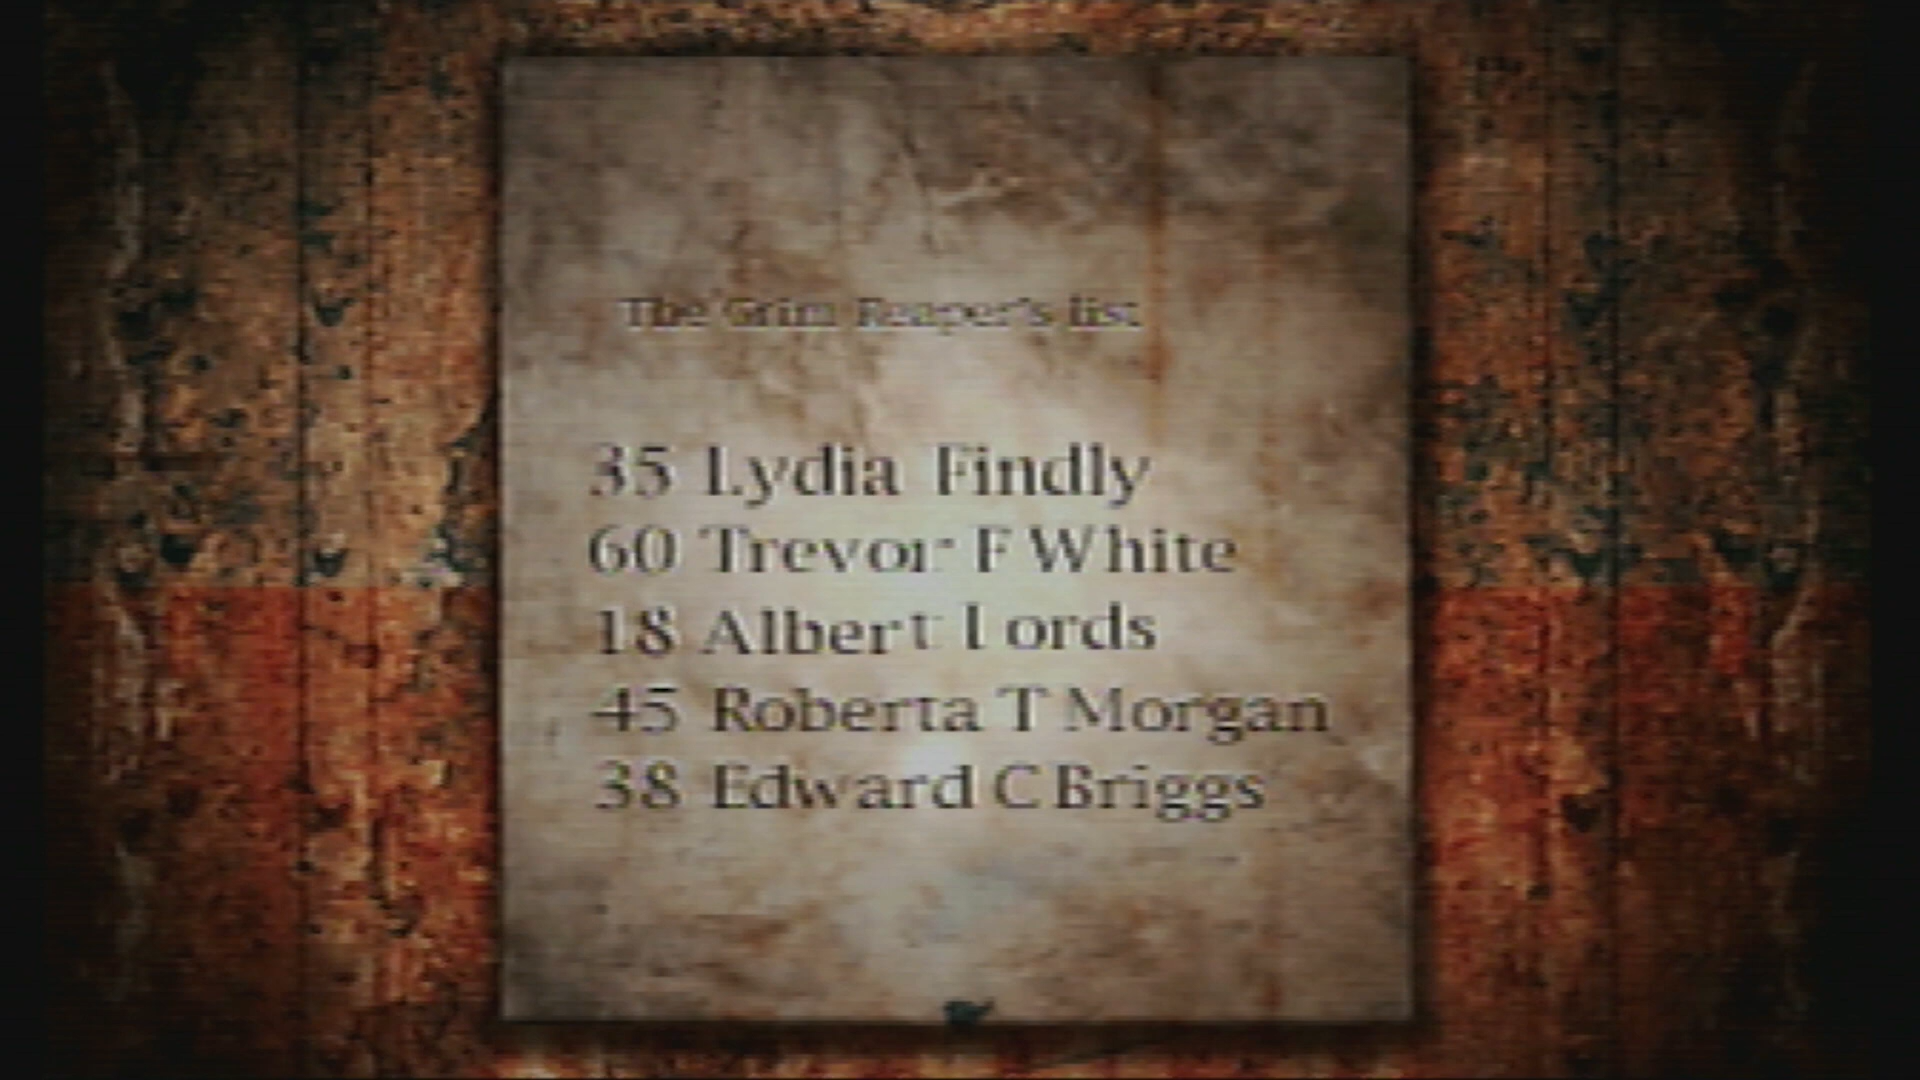 The Grim Reaper's list
35 Lydia Findly
60 Trevor F White
18 Albert Lords
45 Roberta T Morgan
38 Edward C Briggs